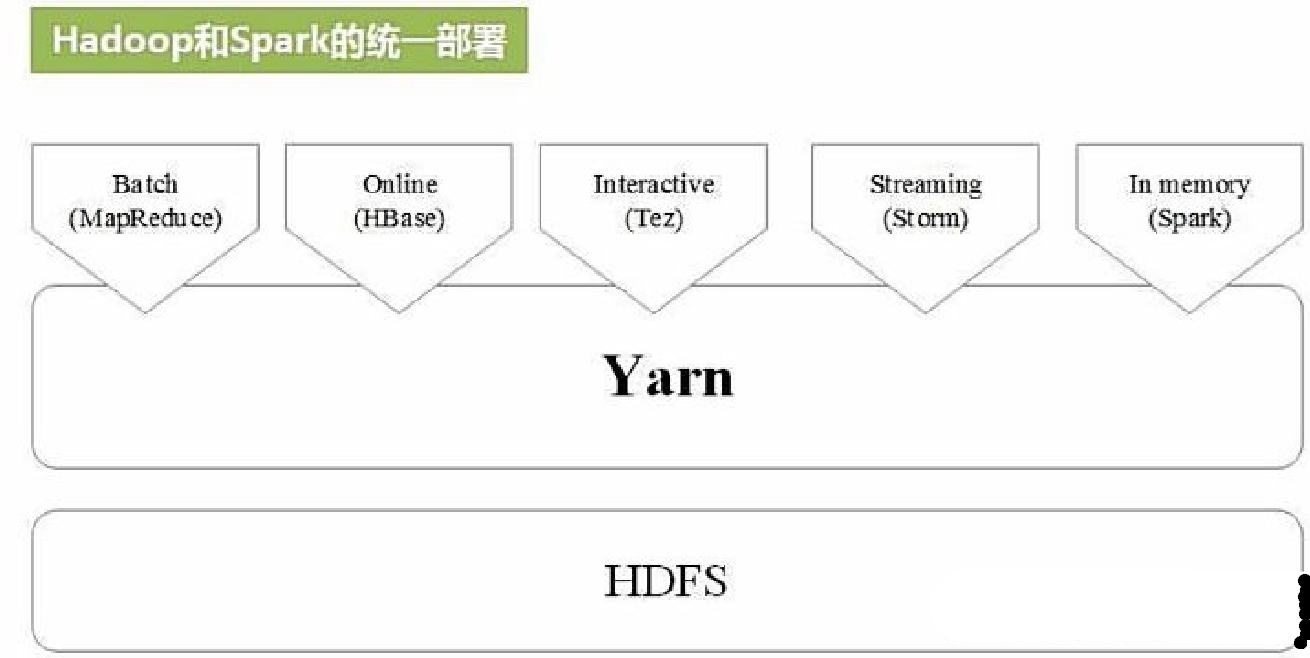 Hadoop和Spark的统一部署
Batch
(MapReduce)
Online
(HBase)
Interactive
(Tez)
Streaming
(Storm)
In memory
(Spark)
Yarn
HDFS